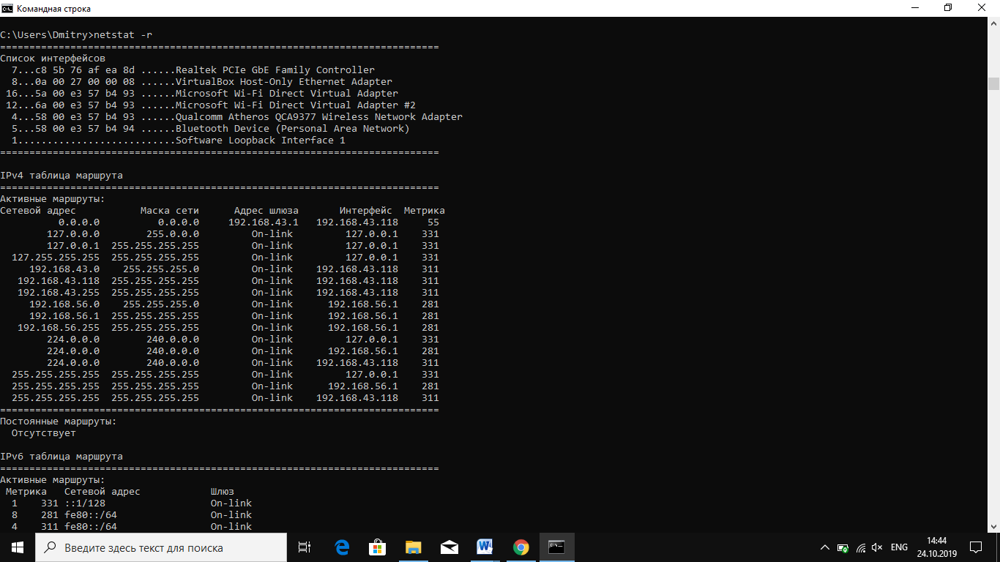 Командная строка
C:\Users\Dmitry>netstat -r
===========================================================================
Список интерфейсов
  7...c8 5b 76 af ea 8d ......Realtek PCIe GbE Family Controller
  8...0a 00 27 00 00 08 ......VirtualBox Host-Only Ethernet Adapter
 16...5a 00 e3 57 b4 93 ......Microsoft Wi-Fi Direct Virtual Adapter
 12...6a 00 e3 57 b4 93 ......Microsoft Wi-Fi Direct Virtual Adapter #2
  4...58 00 e3 57 b4 93 ......Qualcomm Atheros QCA9377 Wireless Network Adapter
  5...58 00 e3 57 b4 94 ......Bluetooth Device (Personal Area Network)
  1...........................Software Loopback Interface 1
===========================================================================
IPv4 таблица маршрута
===========================================================================
Активные маршруты:
Сетевой адрес           Маска сети      Адрес шлюза       Интерфейс  Метрика
          0.0.0.0          0.0.0.0     192.168.43.1   192.168.43.118     55
        127.0.0.0        255.0.0.0         On-link         127.0.0.1    331
        127.0.0.1  255.255.255.255         On-link         127.0.0.1    331
  127.255.255.255  255.255.255.255         On-link         127.0.0.1    331
     192.168.43.0    255.255.255.0         On-link    192.168.43.118    311
   192.168.43.118  255.255.255.255         On-link    192.168.43.118    311
   192.168.43.255  255.255.255.255         On-link    192.168.43.118    311
     192.168.56.0    255.255.255.0         On-link      192.168.56.1    281
     192.168.56.1  255.255.255.255         On-link      192.168.56.1    281
   192.168.56.255  255.255.255.255         On-link      192.168.56.1    281
        224.0.0.0        240.0.0.0         On-link         127.0.0.1    331
        224.0.0.0        240.0.0.0         On-link      192.168.56.1    281
        224.0.0.0        240.0.0.0         On-link    192.168.43.118    311
  255.255.255.255  255.255.255.255         On-link         127.0.0.1    331
  255.255.255.255  255.255.255.255         On-link      192.168.56.1    281
  255.255.255.255  255.255.255.255         On-link    192.168.43.118    311
===========================================================================
Постоянные маршруты:
  Отсутствует
IPv6 таблица маршрута
===========================================================================
Активные маршруты:
 Метрика   Сетевой адрес            Шлюз
  1    331 ::1/128                  On-link
  8    281 fe80::/64                On-link
  4    311 fe80::/64                On-link
Введите здесь текст для поиска
ENG
14:44
24.10.2019